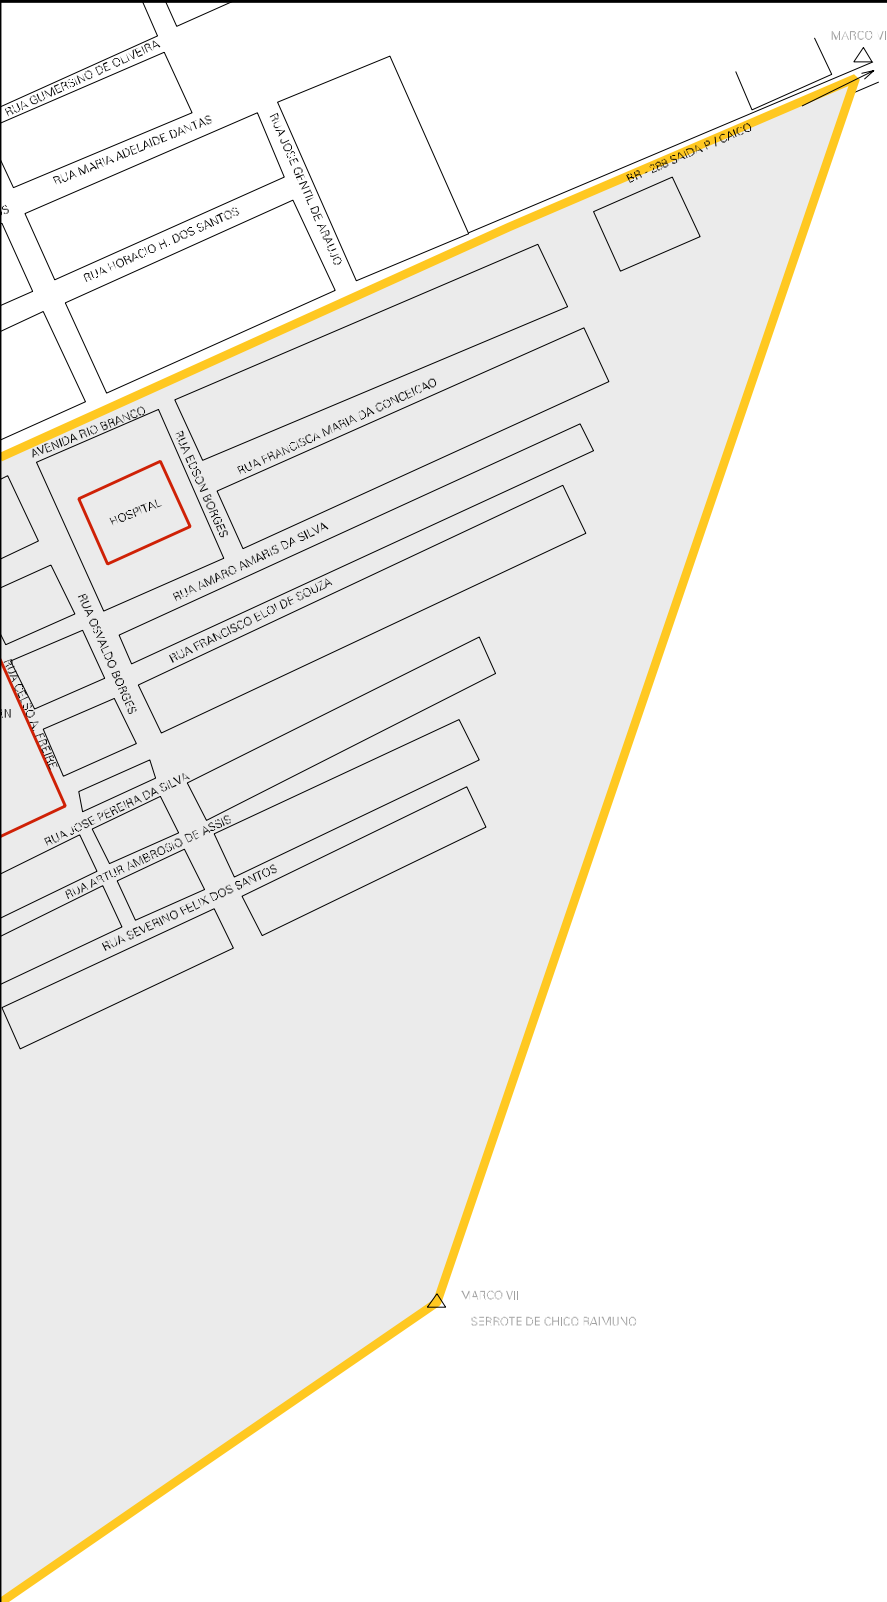 MARCO VI
RUA GUMERSINO DE OLIVEIRA
RUA MARIA ADELAIDE DANTAS
RUA JOSE GENTIL DE ARAUJO
BR - 288 SAIDA P / CAICO
RUA HORACIO H. DOS SANTOS
AVENIDA RIO BRANCO
RUA FRANCISCA MARIA DA CONCEICAO
RUA EDSON BORGES
HOSPITAL
RUA AMARO AMARIS DA SILVA
RUA FRANCISCO ELOI DE SOUZA
RUA OSVALDO BORGES
RUA CELSO A. FREIRE
RUA JOSE PEREIRA DA SILVA
RUA ARTUR AMBROSIO DE ASSIS
RUA SEVERINO FELIX DOS SANTOS
MARCO VII
SERROTE DE CHICO RAIMUNO